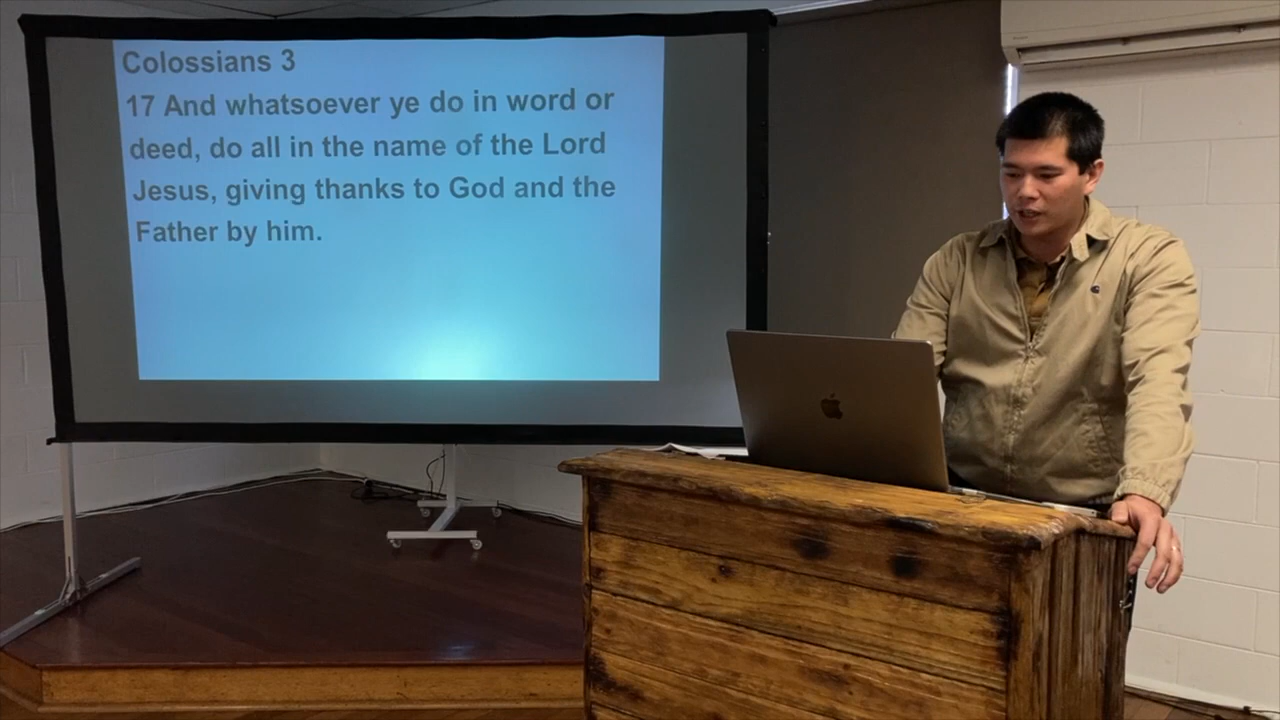 Colossians 3
17 And whatsoever ye do in word or
deed, do all in the name of the Lord
Jesus, giving thanks to God and the
Father by him.